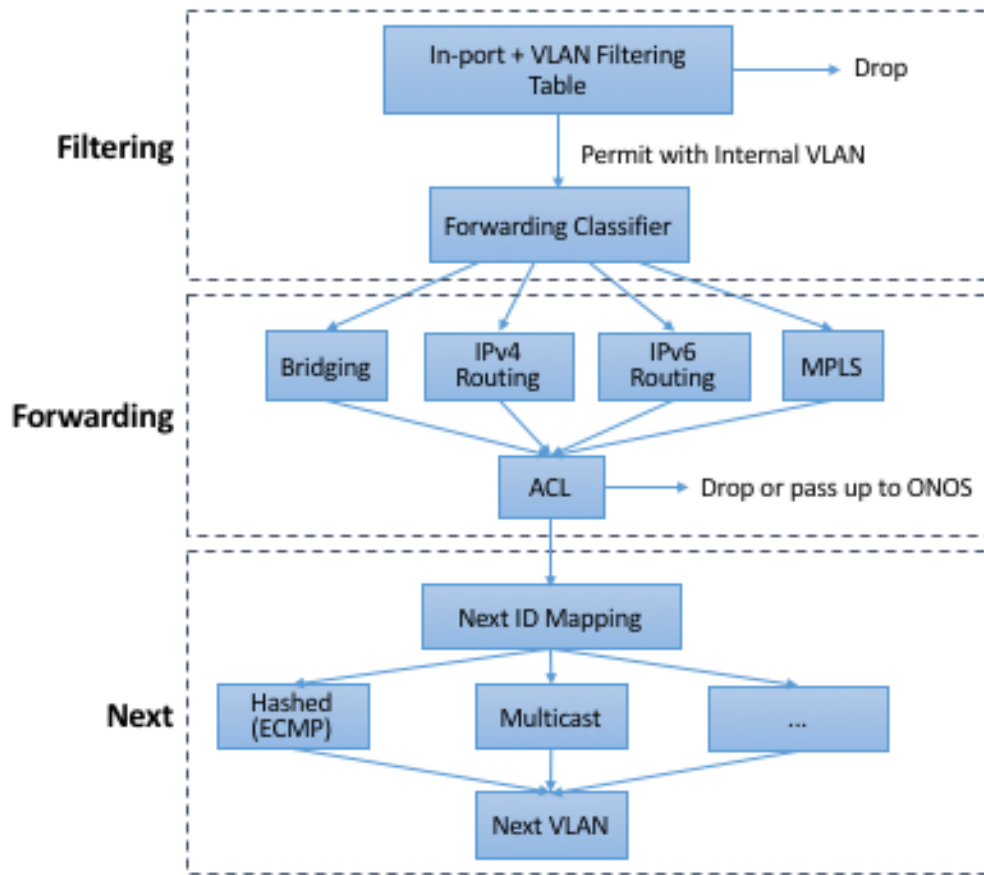 In-port + VLAN Filtering
Table
Drop
Filtering
Permit with Internal VLAN
Forwarding Classifier
Bridging
IPv4
Routing
IPv6
Routing
MPLS
Forwarding
ACL
Drop or pass up to ONOS
Next ID Mapping
Next
Hashed
(ECMP)
Multicast
...
Next VLAN